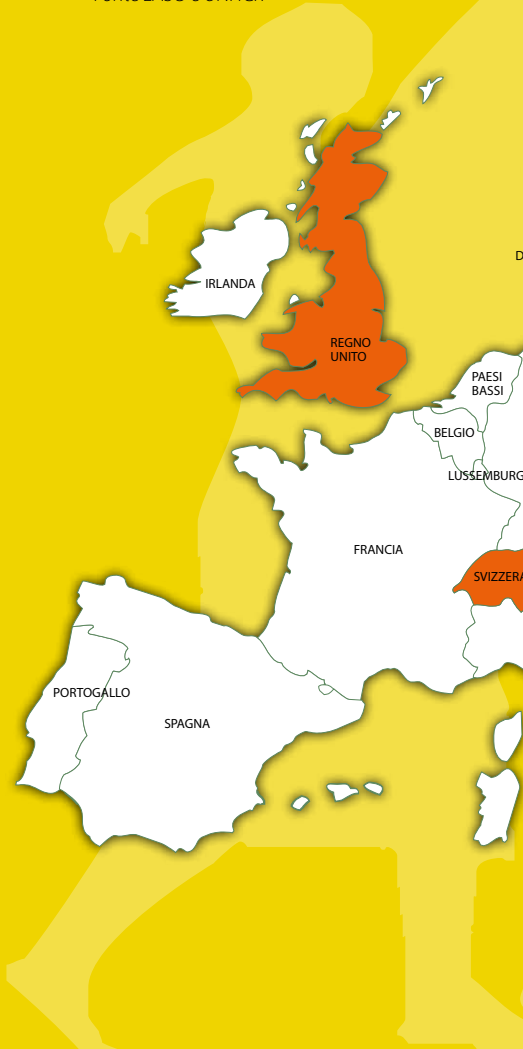 IRLANDA
REGNO
UNITO
PAESI
BASSI
BELGIO
LUSSEMBURG
FRANCIA
SVIZZERA
PORTOGALLO
SPAGNA